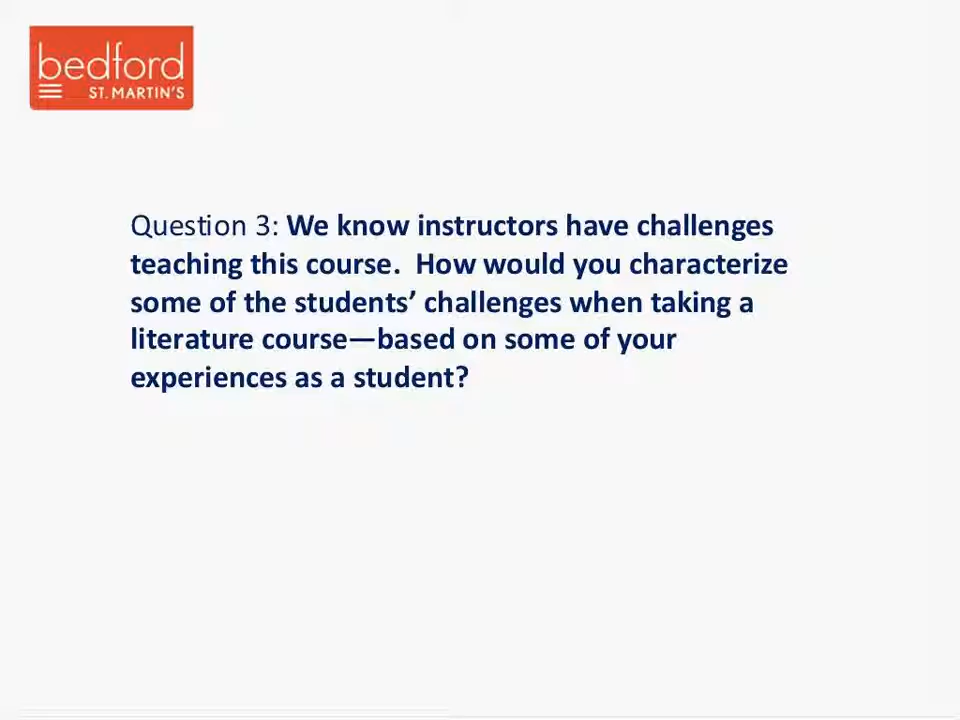 bedford
ST. MARTIN'S
Question 3: We know instructors have challenges
teaching this course.  How would you characterize
some of the students’ challenges when taking a
literature course—based on some of your
experiences as a student?